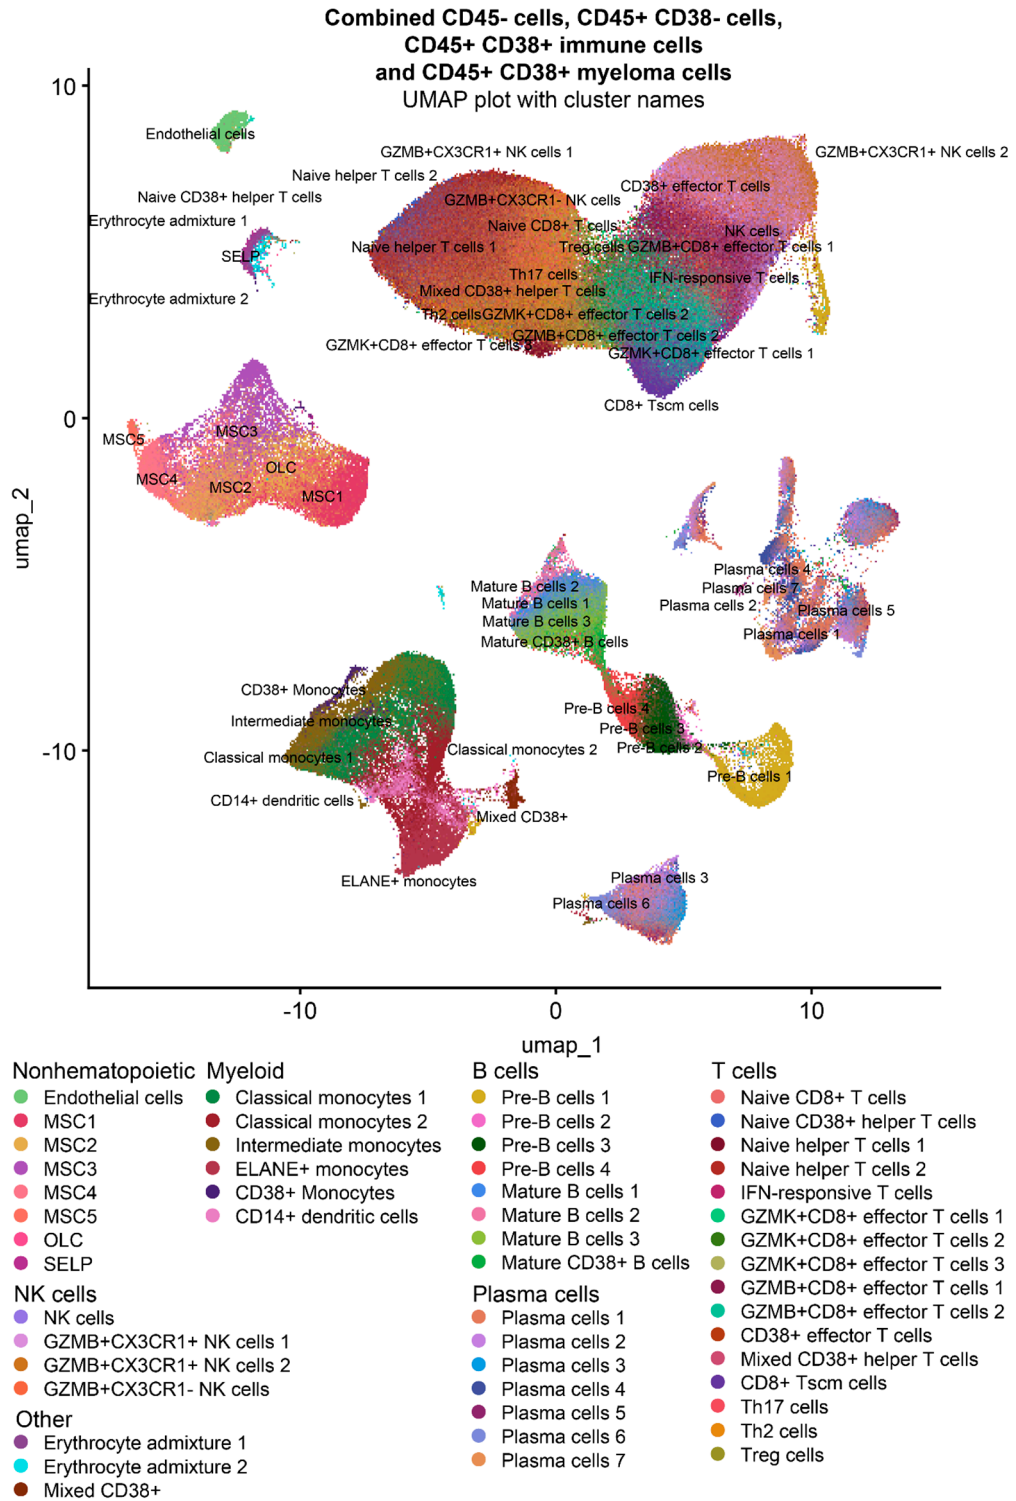 Combined CD45- cells, CD45+ CD38- cells,
CD45+ CD38+ immune cells
and CD45+ CD38+ myeloma cells
UMAP plot with cluster names
10
0
-10
umap_2
Endothelial cells
GZMB+CX3CR1+ NK cells 1
GZMB+CX3CR1+ NK cells 2
Naive helper T cells 2
CD38+ effector T cells
Naive CD38+ helper T cells
GZMB+CX3CR1- NK cells
Erythrocyte admixture 1
Naive CD8+ T cells
NK cells
Naive helper T cells 1
Treg cells
GZMB+CD8+ effector T cells 1
SELP
Th17 cells
IFN-responsive T cells
Mixed CD38+ helper T cells
Erythrocyte admixture 2
Th2 cells
GZMK+CD8+ effector T cells 2
GZMB+CD8+ effector T cells 2
GZMK+CD8+ effector T cells 3
GZMK+CD8+ effector T cells 1
CD8+ Tscm cells
MSC5
MSC3
OLC
MSC4
MSC2
MSC1
Plasma cells 4
Mature B cells 2
Plasma cells 7
Mature B cells 1
Plasma cells 2
Plasma cells 5
Mature B cells 3
Plasma cells 1
Mature CD38+ B cells
CD38+ Monocytes
Pre-B cells 4
Intermediate monocytes
Pre-B cells 3
Classical monocytes 2
Pre-B cells 2
Classical monocytes 1
Pre-B cells 1
CD14+ dendritic cells
Mixed CD38+
ELANE+ monocytes
Plasma cells 3
Plasma cells 6
-10
0
10
umap_1
Nonhematopoietic
Endothelial cells
MSC1
MSC2
MSC3
MSC4
MSC5
OLC
SELP
NK cells
NK cells
GZMB+CX3CR1+ NK cells 1
GZMB+CX3CR1+ NK cells 2
GZMB+CX3CR1- NK cells
Other
Erythrocyte admixture 1
Erythrocyte admixture 2
Mixed CD38+
Myeloid
Classical monocytes 1
Classical monocytes 2
Intermediate monocytes
ELANE+ monocytes
CD38+ Monocytes
CD14+ dendritic cells
B cells
Pre-B cells 1
Pre-B cells 2
Pre-B cells 3
Pre-B cells 4
Mature B cells 1
Mature B cells 2
Mature B cells 3
Mature CD38+ B cells
Plasma cells
Plasma cells 1
Plasma cells 2
Plasma cells 3
Plasma cells 4
Plasma cells 5
Plasma cells 6
Plasma cells 7
T cells
Naive CD8+ T cells
Naive CD38+ helper T cells
Naive helper T cells 1
Naive helper T cells 2
IFN-responsive T cells
GZMK+CD8+ effector T cells 1
GZMK+CD8+ effector T cells 2
GZMK+CD8+ effector T cells 3
GZMB+CD8+ effector T cells 1
GZMB+CD8+ effector T cells 2
CD38+ effector T cells
Mixed CD38+ helper T cells
CD8+ Tscm cells
Th17 cells
Th2 cells
Treg cells